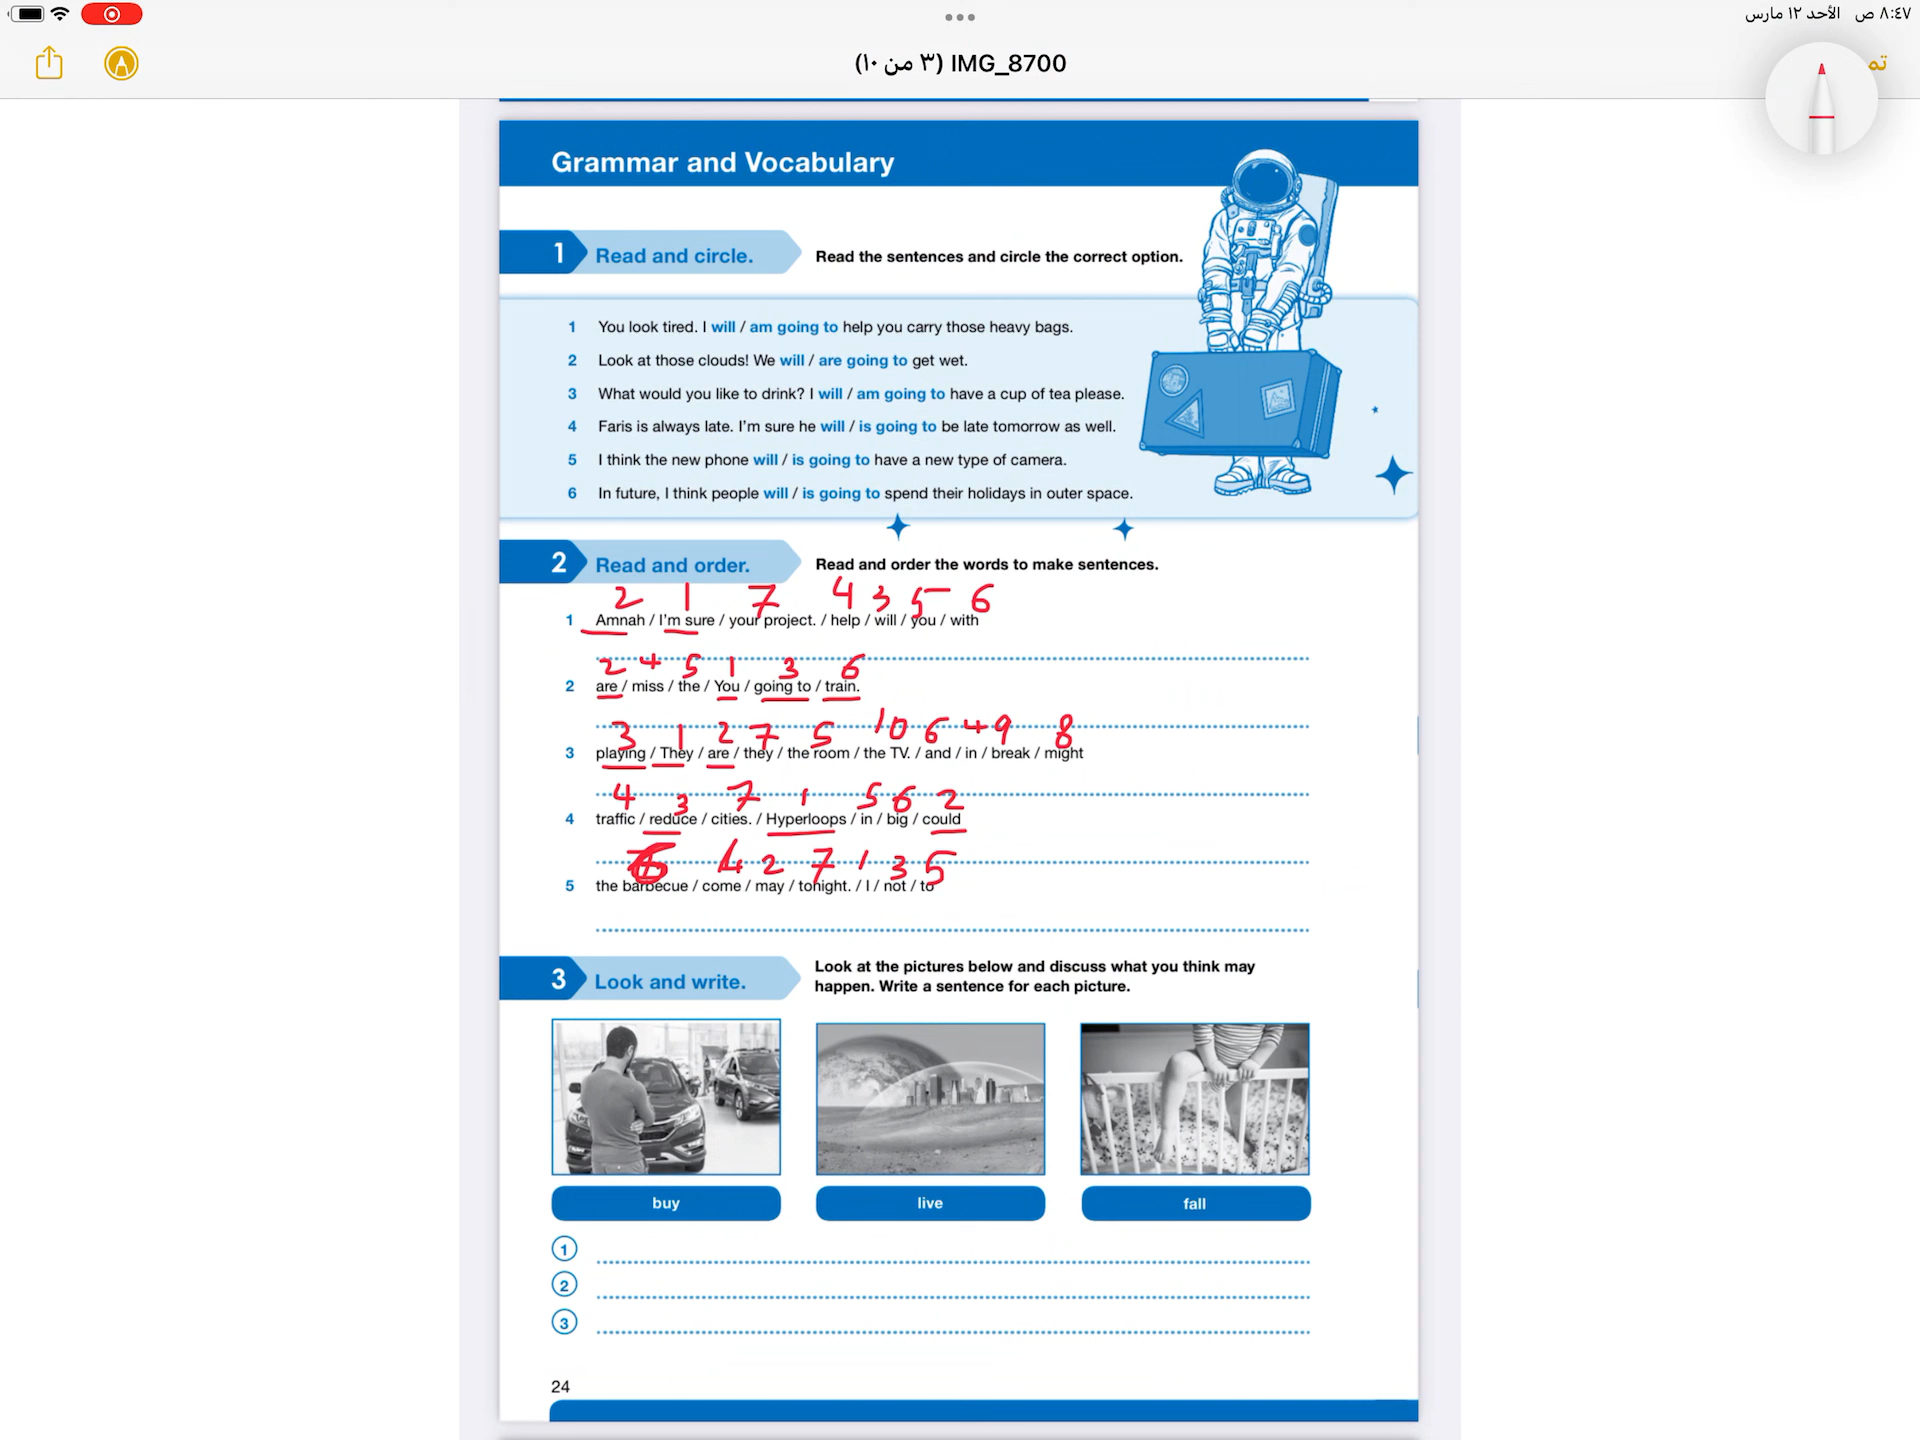 ٨:٤٧ ص الأحد ١٢ مارس
IMG_8700 (٣ من ١٠)
تم
Grammar and Vocabulary
1 Read and circle. Read the sentences and circle the correct option.
1 You look tired. I will / am going to help you carry those heavy bags.
2 Look at those clouds! We will / are going to get wet.
3 What would you like to drink? I will / am going to have a cup of tea please.
4 Faris is always late. I'm sure he will / is going to be late tomorrow as well.
5 I think the new phone will / is going to have a new type of camera.
6 In future, I think people will / is going to spend their holidays in outer space.
2 Read and order. Read and order the words to make sentences.
2 1 7 4 3 5 6
1 Amnah / I'm sure / your project. / help / will / you / with
2 4 5 1 3 6
2 are / miss / the / You / going to / train.
3 1 2 7 5 10 6 4 9 8
3 playing / They / are / they / the room / the TV. / and / in / break / might
4 3 7 1 5 6 2
4 traffic / reduce / cities. / Hyperloops / in / big / could
6 4 2 7 1 3 5
5 the barbecue / come / may / tonight. / I / not / to
3 Look and write. Look at the pictures below and discuss what you think may
happen. Write a sentence for each picture.
buy live fall
1
2
3
24